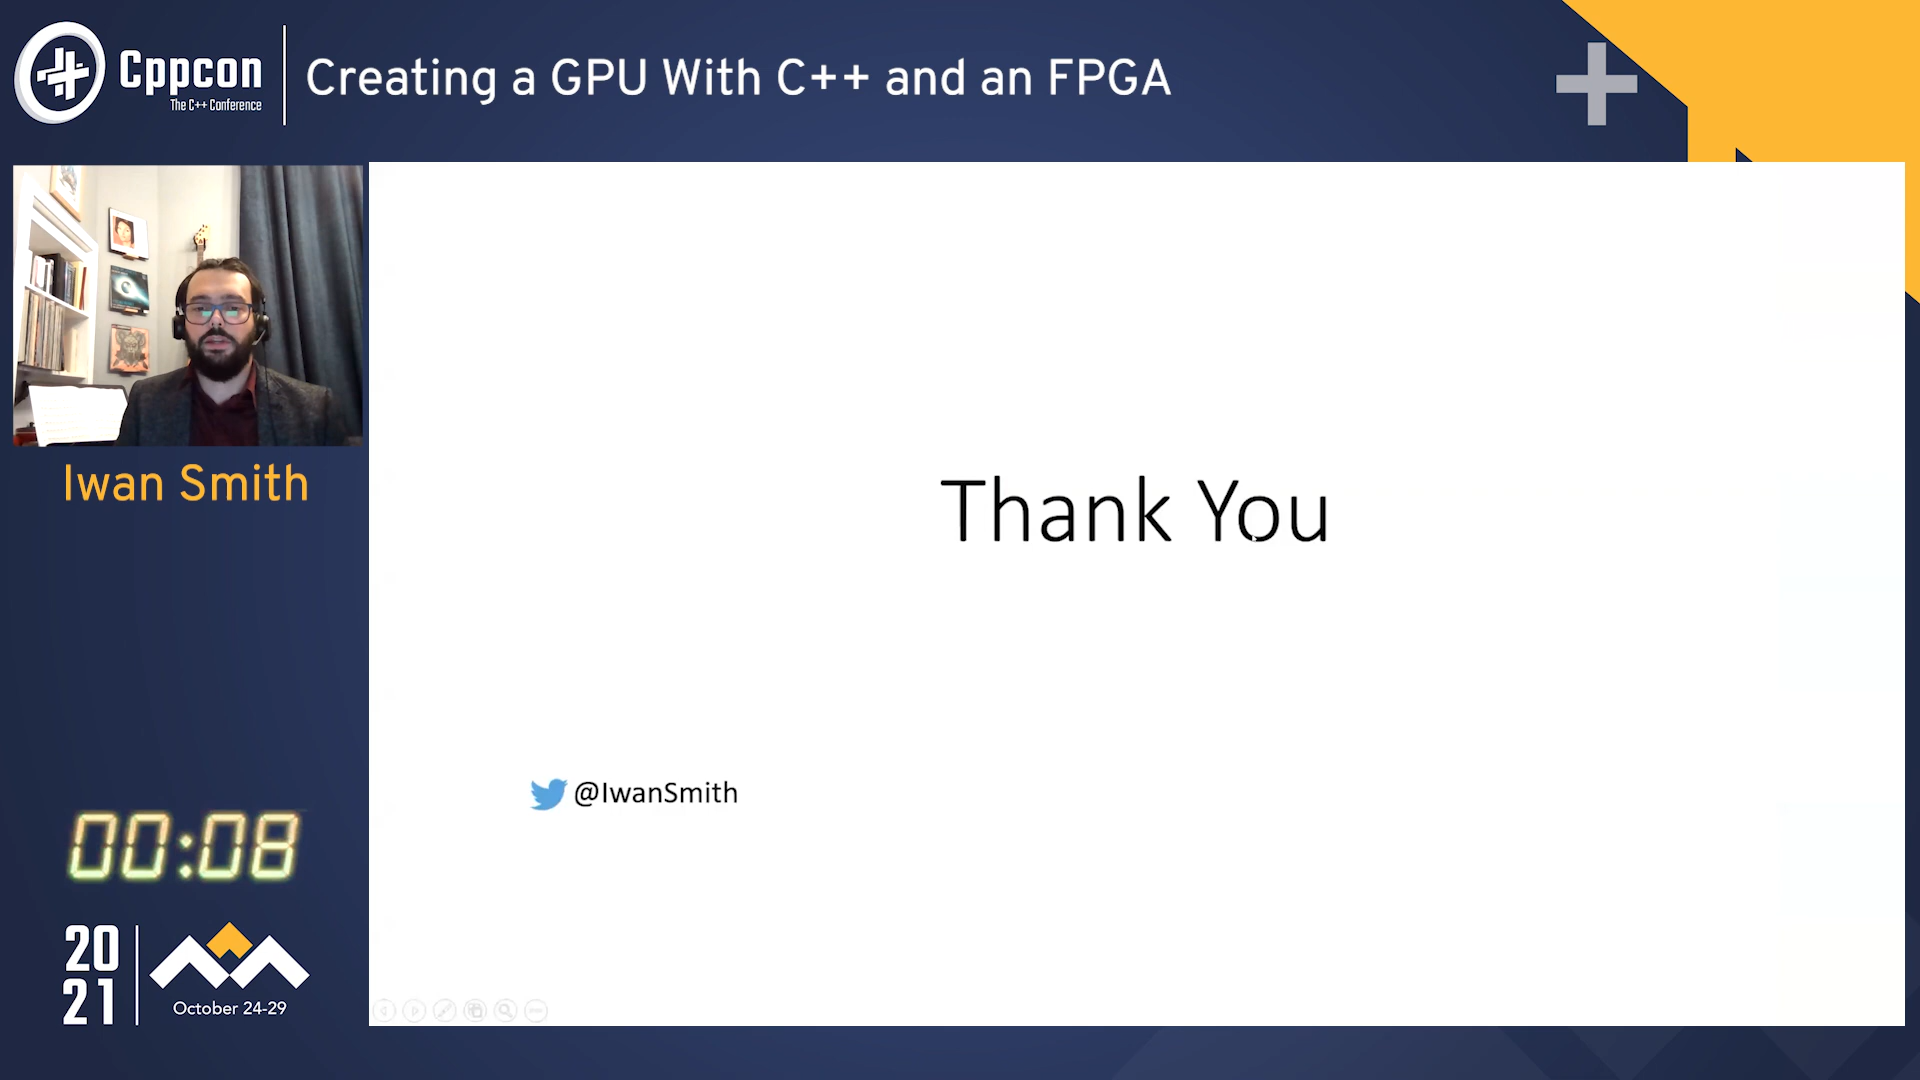 Cppcon
The C++ Conference
Creating a GPU With C++ and an FPGA
Iwan Smith
Thank You
@IwanSmith
00:08
20
21
October 24-29